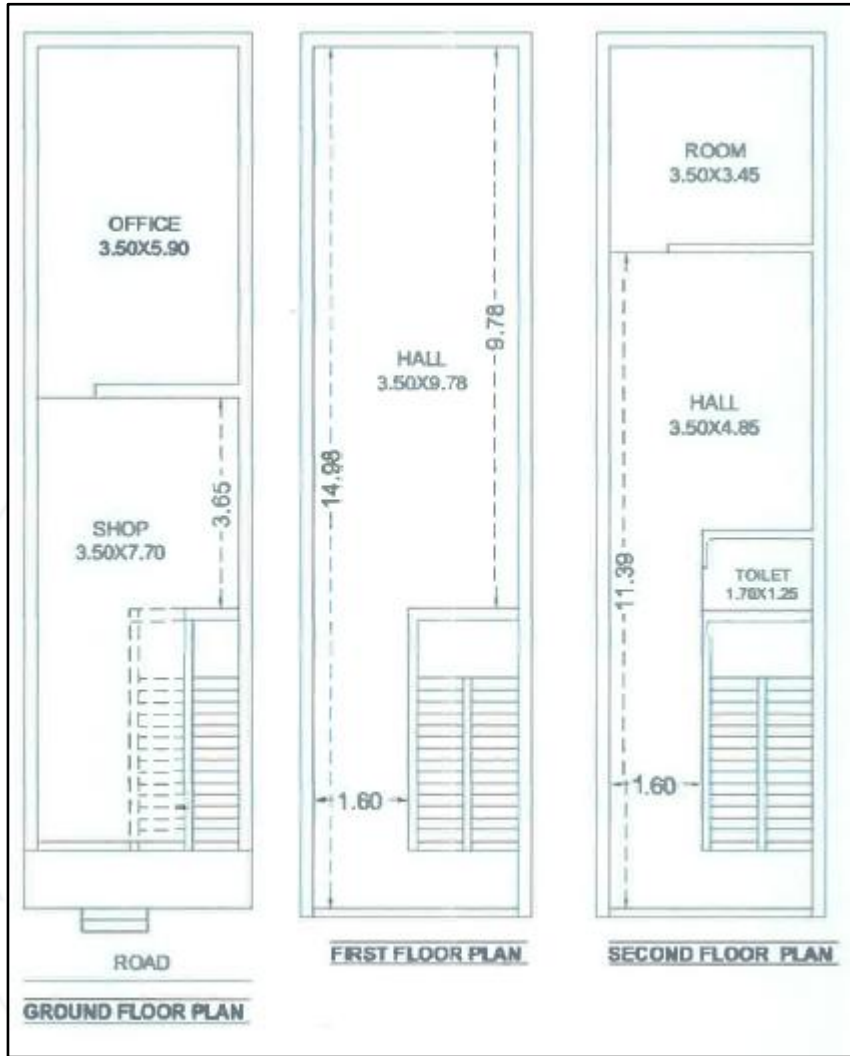 OFFICE
3.50X5.90
SHOP
3.50X7.70
3.65
ROAD
GROUND FLOOR PLAN
14.98
9.78
HALL
3.50X9.78
1.60
FIRST FLOOR PLAN
ROOM
3.50X3.45
HALL
3.50X4.85
11.39
TOILET
1.70X1.25
1.60
SECOND FLOOR PLAN